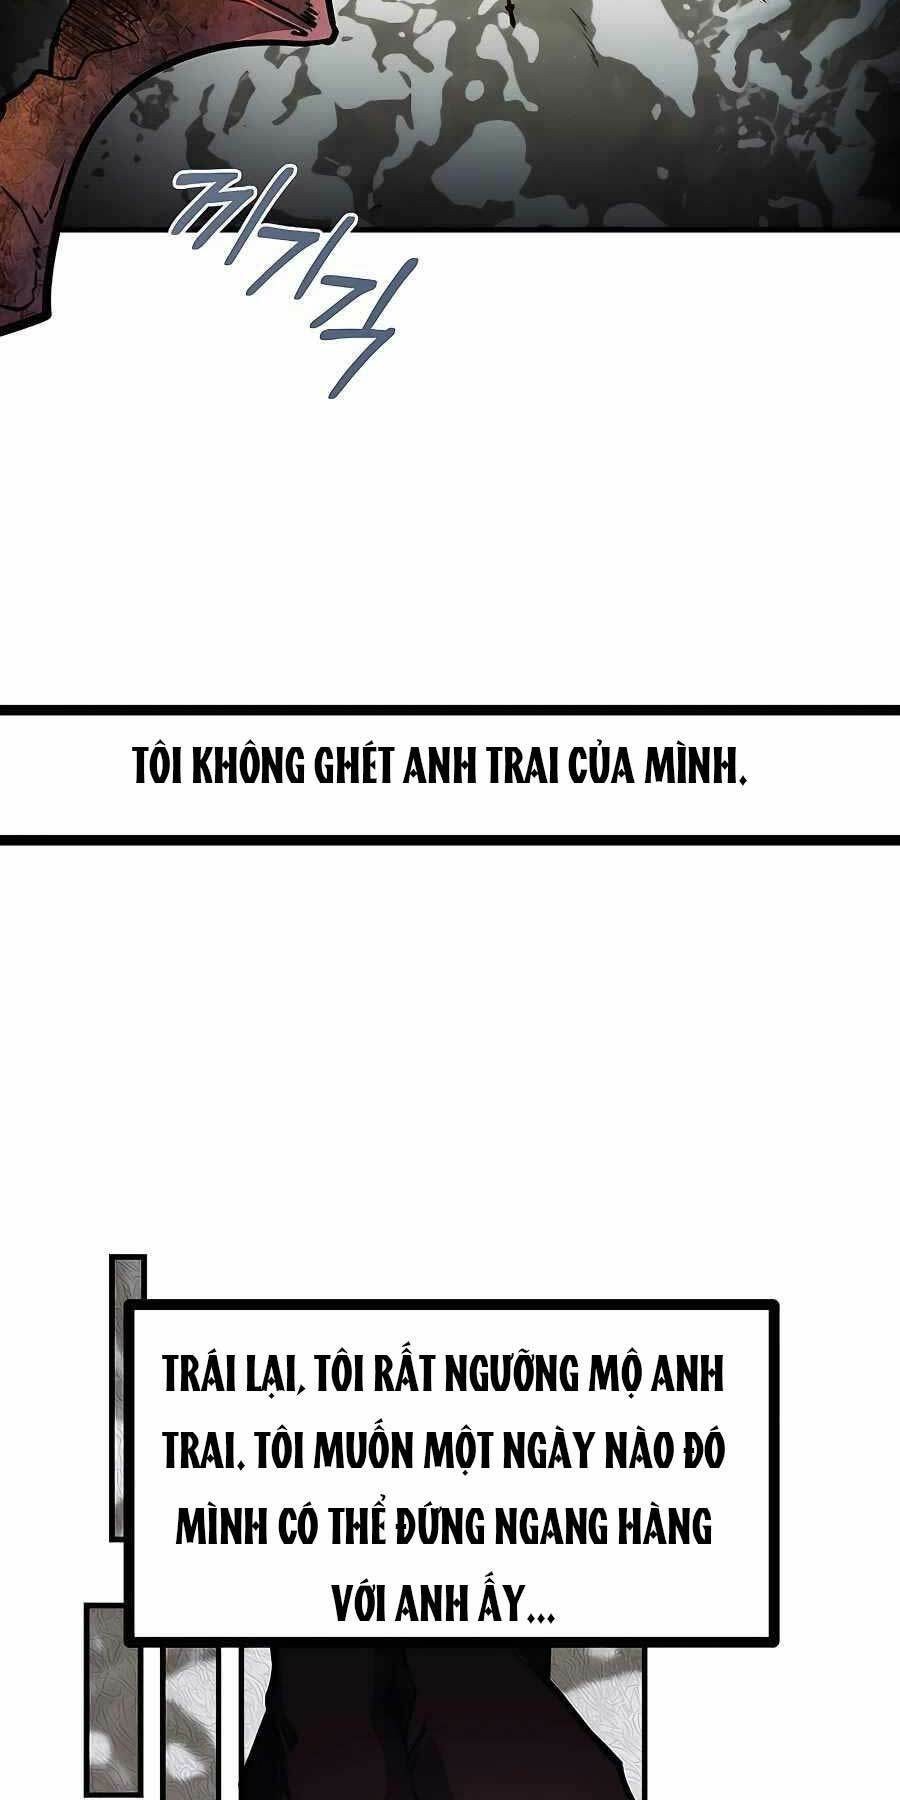 끼기긱
TÔI KHÔNG GHÉT ANH TRAI CỦA MÌNH.
TRÁI LẠI, TÔI RẤT NGƯỠNG MỘ ANH
TRAI. TÔI MUỐN MỘT NGÀY NÀO ĐÓ
MÌNH CÓ THỂ ĐỨNG NGANG HÀNG
VỚI ANH ẤY...